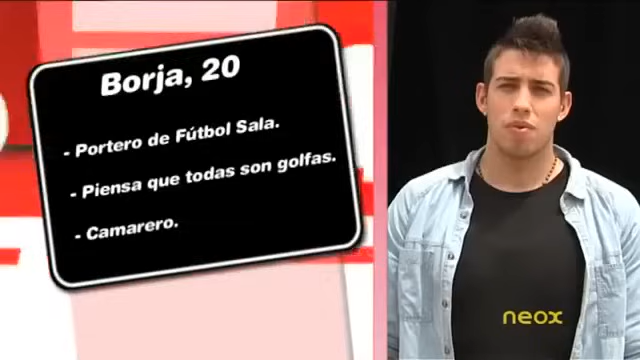 Borja, 20
- Portero de Fútbol Sala.
- Piensa que todas son golfas.
- Camarero.
neox